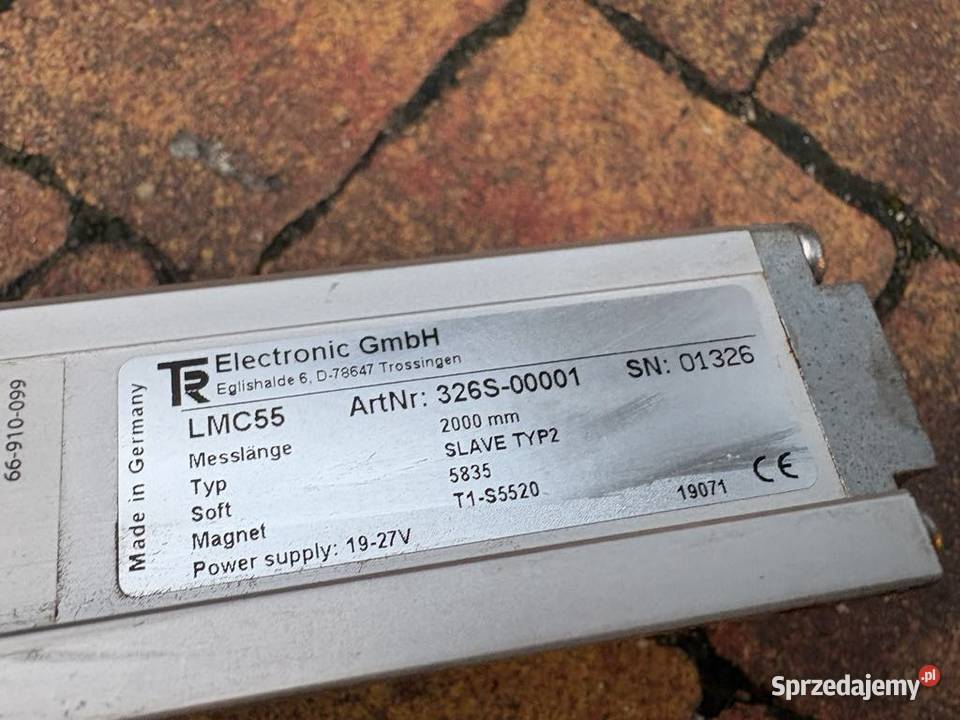 66-910-099
Made in Germany
TR Electronic GmbH
Eglishalde 6, D-78647 Trossingen
LMC55 ArtNr: 326S-00001 SN: 01326
Messlänge 2000 mm
Typ SLAVE TYP2
Soft 5835
Magnet T1-S5520
Power supply: 19-27V 19071 CE
Sprzedajemy.pl